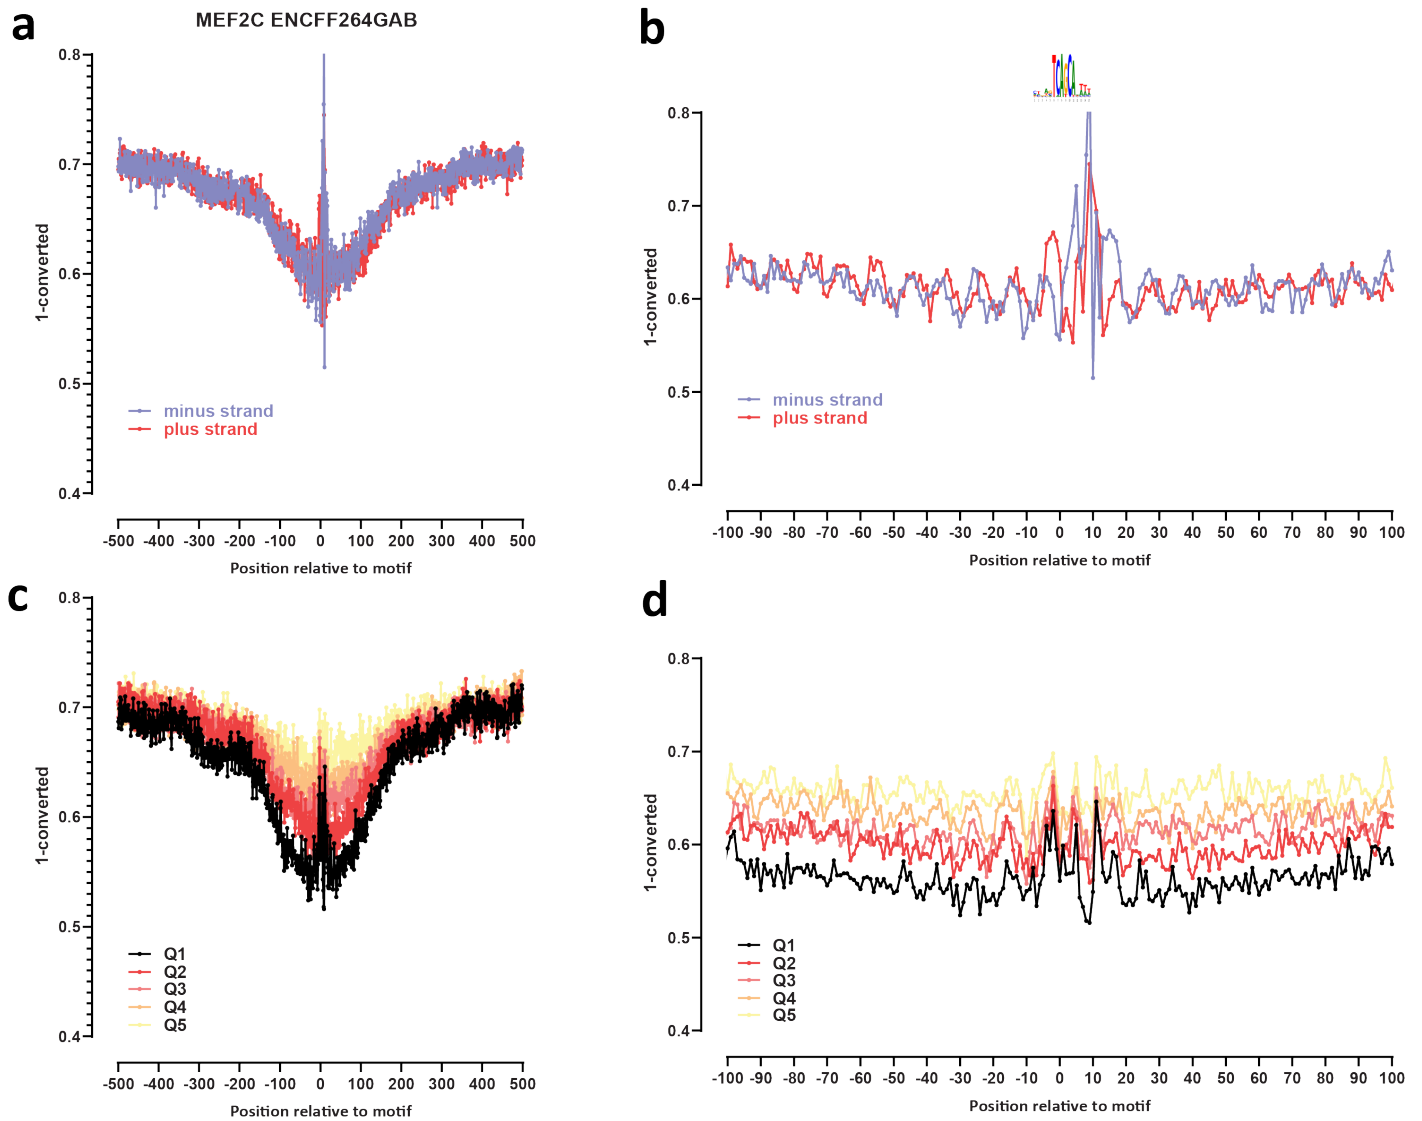 a
MEF2C ENCFF264GAB
0.8
0.7
0.6
0.5
0.4
1-converted
minus strand
plus strand
-500 -400 -300 -200 -100 0 100 200 300 400 500
Position relative to motif
b
0.8
0.7
0.6
0.5
0.4
1-converted
minus strand
plus strand
-100 -90 -80 -70 -60 -50 -40 -30 -20 -10 0 10 20 30 40 50 60 70 80 90 100
Position relative to motif
c
0.8
0.7
0.6
0.5
0.4
1-converted
Q1
Q2
Q3
Q4
Q5
-500 -400 -300 -200 -100 0 100 200 300 400 500
Position relative to motif
d
0.8
0.7
0.6
0.5
0.4
1-converted
Q1
Q2
Q3
Q4
Q5
-100 -90 -80 -70 -60 -50 -40 -30 -20 -10 0 10 20 30 40 50 60 70 80 90 100
Position relative to motif